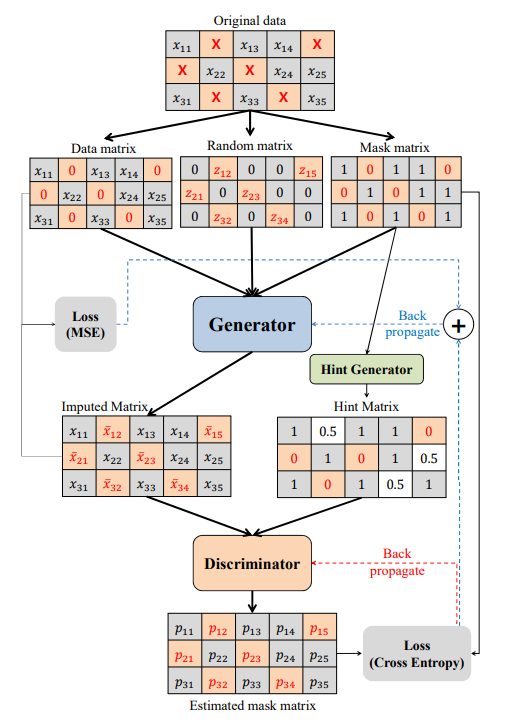 Original data
x₁₁ X x₁₃ x₁₄ X
X x₂₂ X x₂₄ x₂₅
x₃₁ X x₃₃ X x₃₅
Data matrix
x₁₁ 0 x₁₃ x₁₄ 0
0 x₂₂ 0 x₂₄ x₂₅
x₃₁ 0 x₃₃ 0 x₃₅
Random matrix
0 z₁₂ 0 0 z₁₅
z₂₁ 0 z₂₃ 0 0
0 z₃₂ 0 z₃₄ 0
Mask matrix
1 0 1 1 0
0 1 0 1 1
1 0 1 0 1
Loss
(MSE)
Generator
Back
propagate
+
Hint Generator
Imputed Matrix
x₁₁ x̄₁₂ x₁₃ x₁₄ x̄₁₅
x̄₂₁ x₂₂ x̄₂₃ x₂₄ x₂₅
x₃₁ x̄₃₂ x₃₃ x̄₃₄ x₃₅
Hint Matrix
1 0.5 1 1 0
0 1 0 1 0.5
1 0 1 0.5 1
Discriminator
Back
propagate
p₁₁ p₁₂ p₁₃ p₁₄ p₁₅
p₂₁ p₂₂ p₂₃ p₂₄ p₂₅
p₃₁ p₃₂ p₃₃ p₃₄ p₃₅
Estimated mask matrix
Loss
(Cross Entropy)